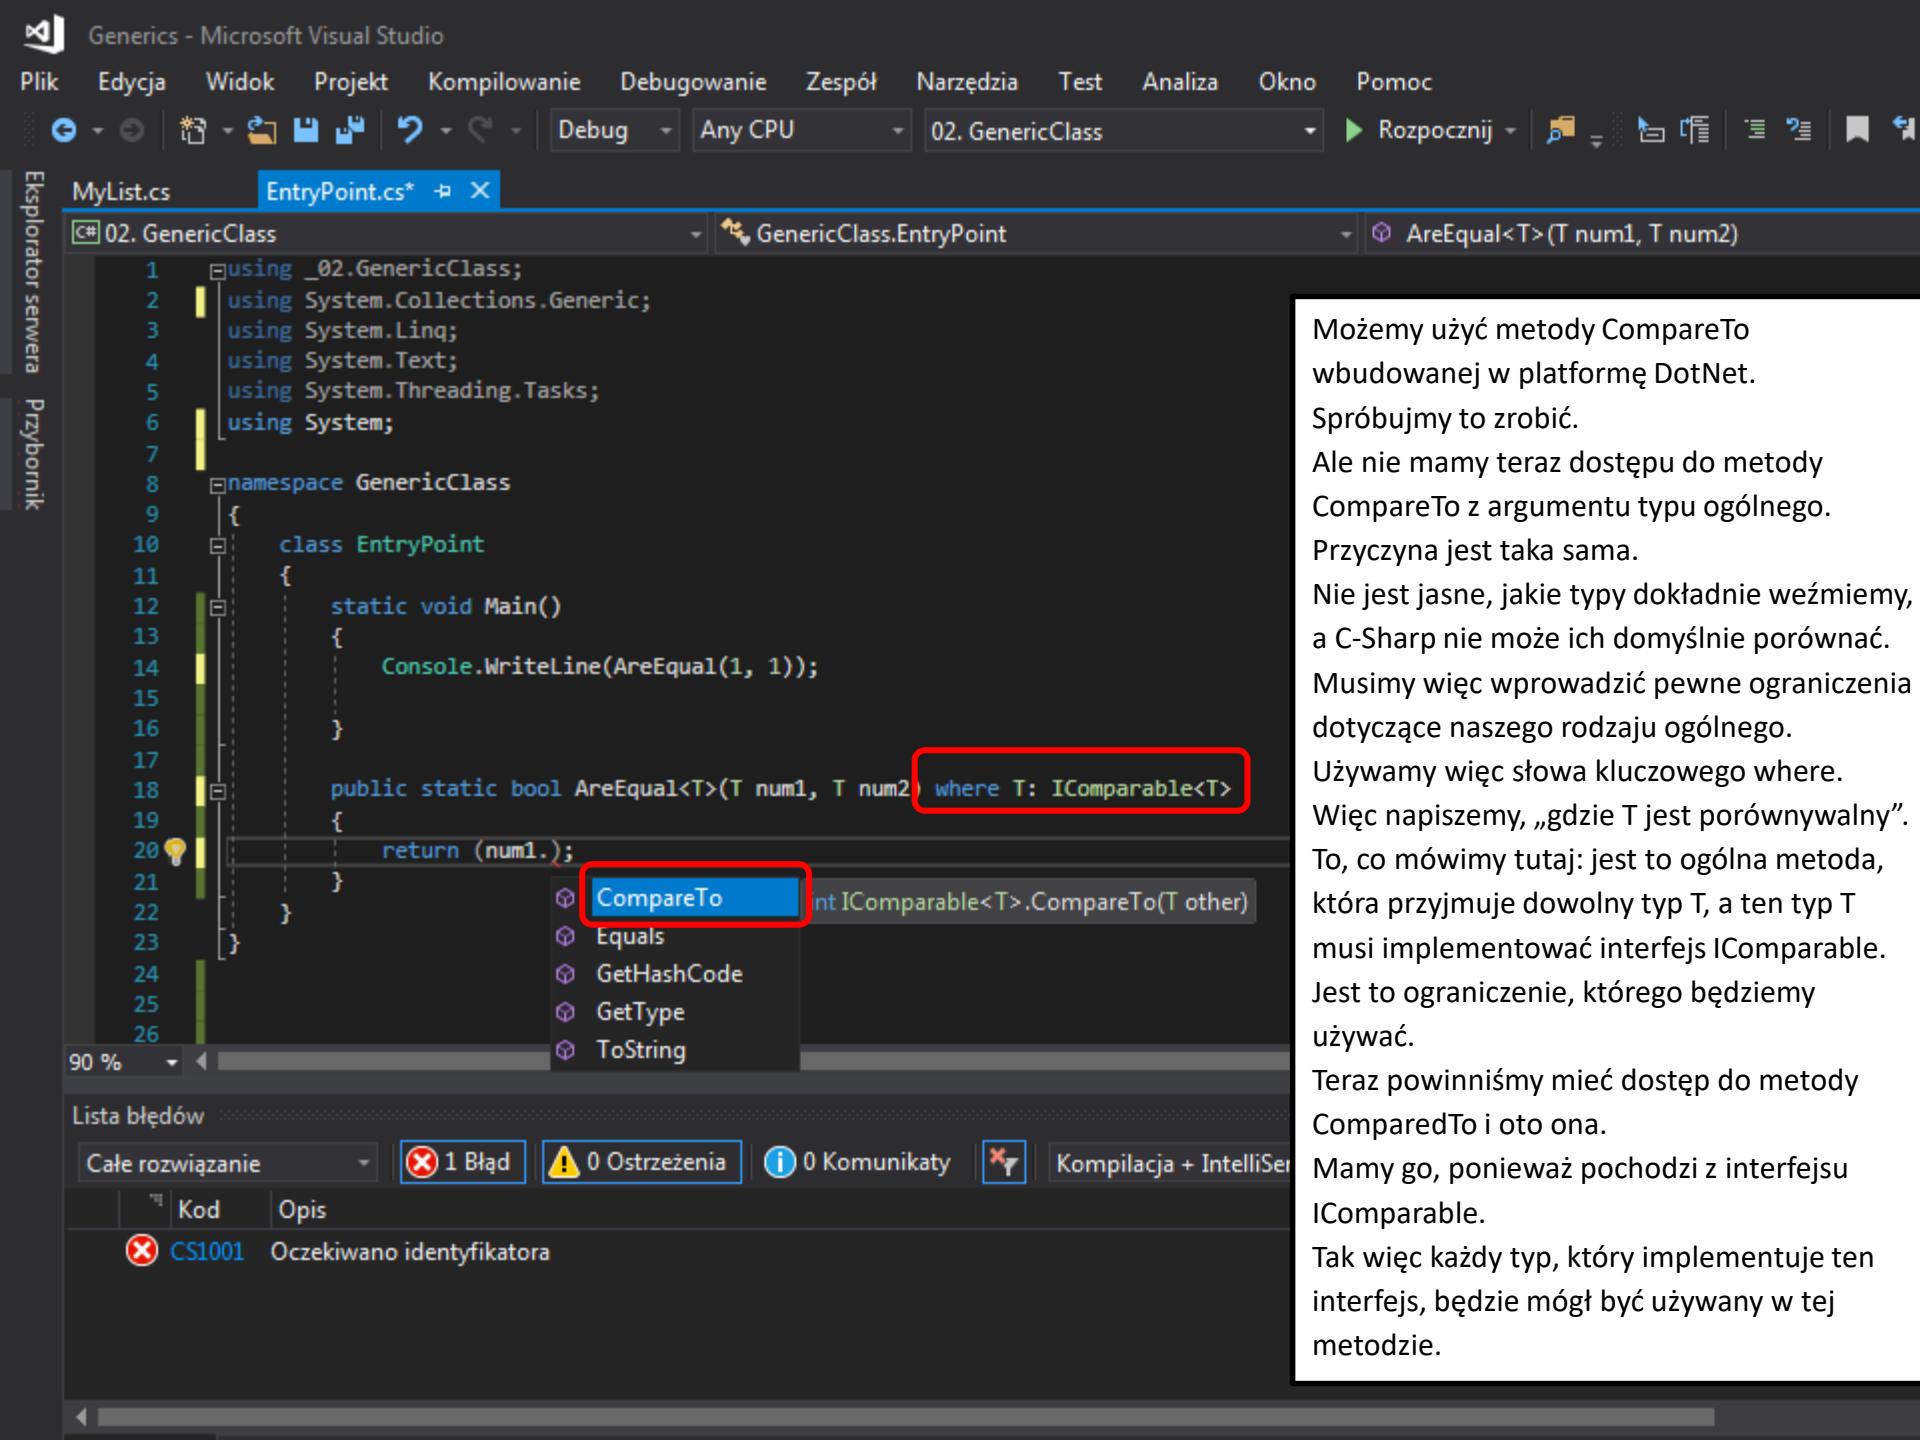 Generics - Microsoft Visual Studio
Plik Edycja Widok Projekt Kompilowanie Debugowanie Zespół Narzędzia Test Analiza Okno Pomoc
Debug Any CPU 02. GenericClass Rozpocznij
Eksplorator serwera
Przybornik
MyList.cs EntryPoint.cs*
C# 02. GenericClass GenericClass.EntryPoint AreEqual<T>(T num1, T num2)
1 using _02.GenericClass;
2 using System.Collections.Generic;
3 using System.Linq;
4 using System.Text;
5 using System.Threading.Tasks;
6 using System;
7
8 namespace GenericClass
9 {
10 class EntryPoint
11 {
12 static void Main()
13 {
14 Console.WriteLine(AreEqual(1, 1));
15
16 }
17
18 public static bool AreEqual<T>(T num1, T num2) where T: IComparable<T>
19 {
20 return (num1.);
21 }
22 }
23 }
24
25
26
CompareTo
int IComparable<T>.CompareTo(T other)
Equals
GetHashCode
GetType
ToString
90 %
Lista błędów
Całe rozwiązanie 1 Błąd 0 Ostrzeżenia 0 Komunikaty Kompilacja + IntelliSe
Kod Opis
CS1001 Oczekiwano identyfikatora
Możemy użyć metody CompareTo
wbudowanej w platformę DotNet.
Spróbujmy to zrobić.
Ale nie mamy teraz dostępu do metody
CompareTo z argumentu typu ogólnego.
Przyczyna jest taka sama.
Nie jest jasne, jakie typy dokładnie weźmiemy,
a C-Sharp nie może ich domyślnie porównać.
Musimy więc wprowadzić pewne ograniczenia
dotyczące naszego rodzaju ogólnego.
Używamy więc słowa kluczowego where.
Więc napiszemy, „gdzie T jest porównywalny”.
To, co mówimy tutaj: jest to ogólna metoda,
która przyjmuje dowolny typ T, a ten typ T
musi implementować interfejs IComparable.
Jest to ograniczenie, którego będziemy
używać.
Teraz powinniśmy mieć dostęp do metody
ComparedTo i oto ona.
Mamy go, ponieważ pochodzi z interfejsu
IComparable.
Tak więc każdy typ, który implementuje ten
interfejs, będzie mógł być używany w tej
metodzie.